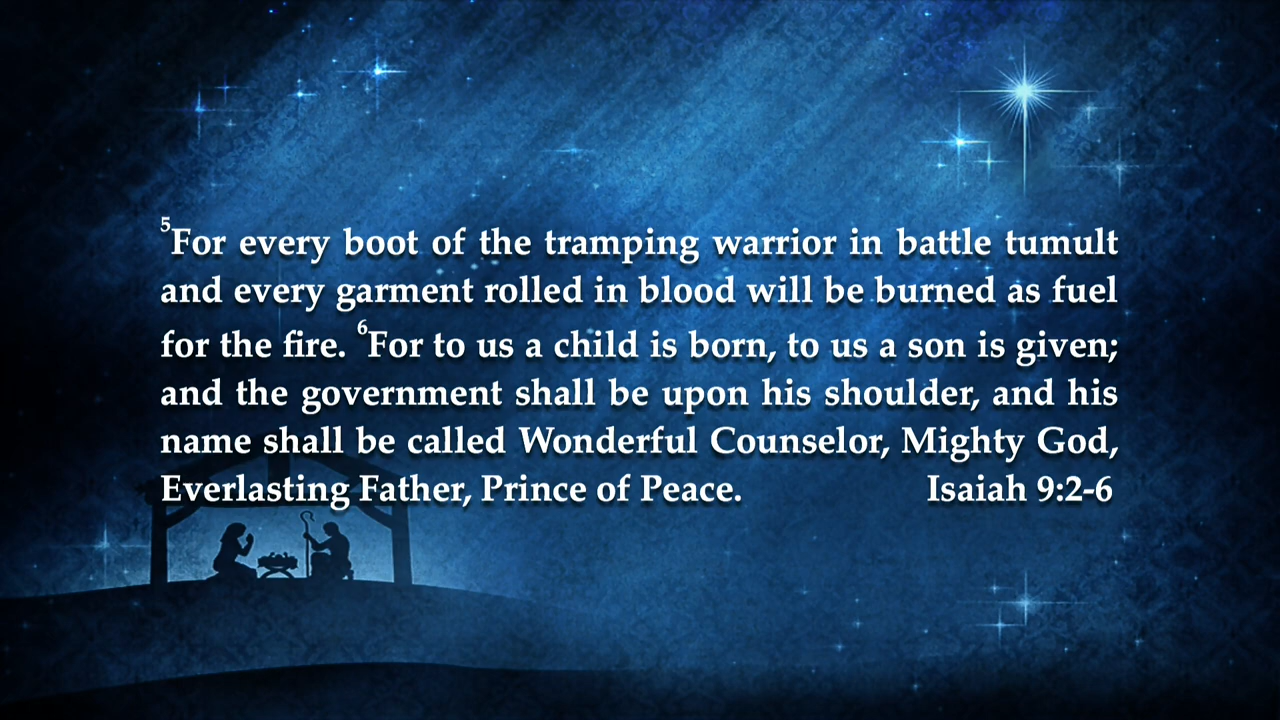 ⁵For every boot of the tramping warrior in battle tumult
and every garment rolled in blood will be burned as fuel
for the fire. ⁶For to us a child is born, to us a son is given;
and the government shall be upon his shoulder, and his
name shall be called Wonderful Counselor, Mighty God,
Everlasting Father, Prince of Peace. Isaiah 9:2-6